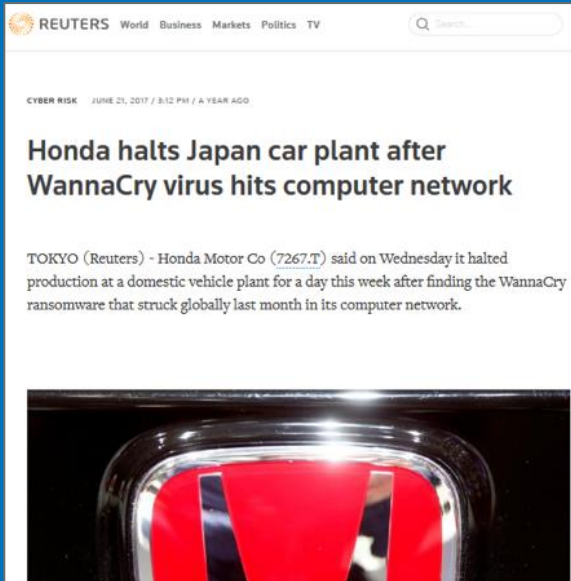 REUTERS World Business Markets Politics TV Search...
CYBER RISK JUNE 21, 2017 / 3:12 PM / A YEAR AGO
Honda halts Japan car plant after
WannaCry virus hits computer network
TOKYO (Reuters) - Honda Motor Co (7267.T) said on Wednesday it halted
production at a domestic vehicle plant for a day this week after finding the WannaCry
ransomware that struck globally last month in its computer network.